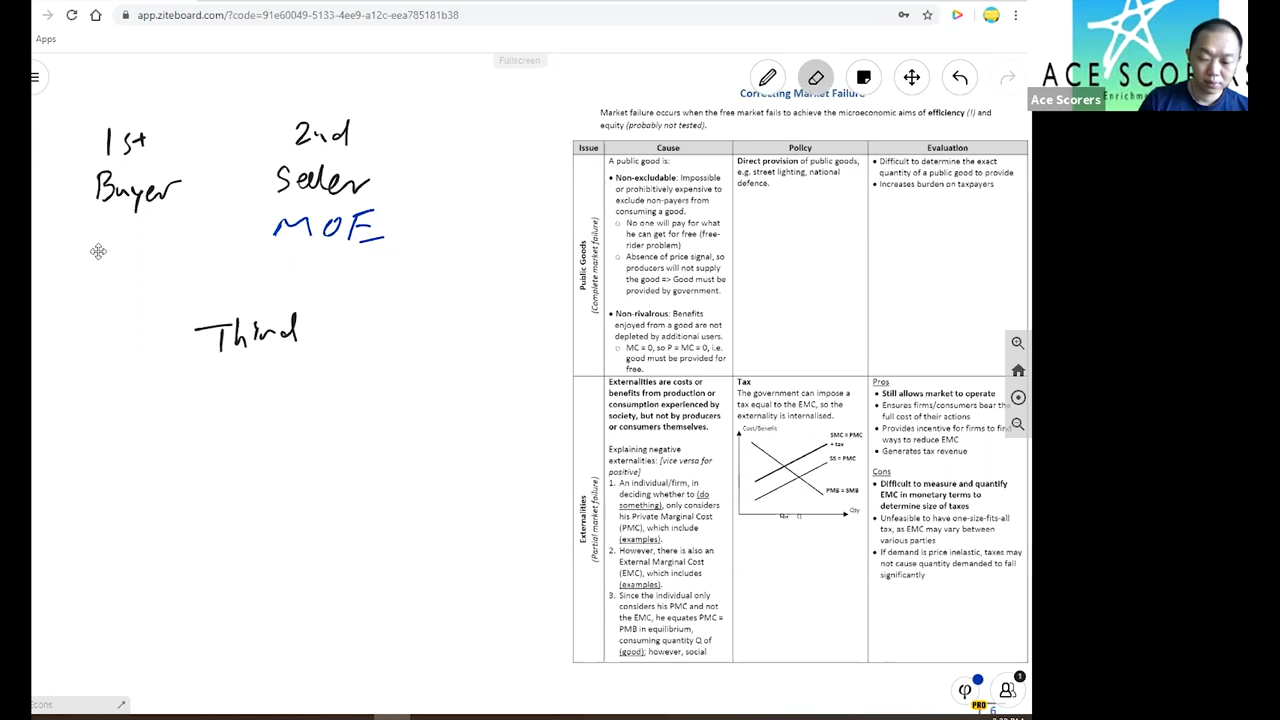 app.ziteboard.com/?code=91e60049-5133-4ee9-a12c-eea785181b38
Apps
Fullscreen
ACE SCORERS
Enrichmen
Ace Scorers
1st
2nd
Buyer
Seller
MOE
Third
Correcting Market Failure
Market failure occurs when the free market fails to achieve the microeconomic aims of efficiency (!) and
equity (probably not tested).
Issue
Cause
Policy
Evaluation
Public Goods
(Complete market failure)
A public good is:
• Non-excludable: Impossible
or prohibitively expensive to
exclude non-payers from
consuming a good.
○ No one will pay for what
he can get for free (free-
rider problem)
○ Absence of price signal, so
producers will not supply
the good => Good must be
provided by government.
• Non-rivalrous: Benefits
enjoyed from a good are not
depleted by additional users.
○ MC = 0, so P = MC = 0, i.e.
good must be provided for
free.
Direct provision of public goods,
e.g. street lighting, national
defence.
• Difficult to determine the exact
quantity of a public good to provide
• Increases burden on taxpayers
Externalities
(Partial market failure)
Externalities are costs or
benefits from production or
consumption experienced by
society, but not by producers
or consumers themselves.
Explaining negative
externalities: [vice versa for
positive]
1. An individual/firm, in
deciding whether to (do
something), only considers
his Private Marginal Cost
(PMC), which include
(examples).
2. However, there is also an
External Marginal Cost
(EMC), which includes
(examples).
3. Since the individual only
considers his PMC and not
the EMC, he equates PMC =
PMB in equilibrium,
consuming quantity Q of
(good); however, social
Tax
The government can impose a
tax equal to the EMC, so the
externality is internalised.
Cost/Benefit
SMC = PMC
+ tax
SS = PMC
PMB = SMB
Qty
Pros
• Still allows market to operate
• Ensures firms/consumers bear the
full cost of their actions
• Provides incentive for firms to find
ways to reduce EMC
• Generates tax revenue
Cons
• Difficult to measure and quantify
EMC in monetary terms to
determine size of taxes
• Unfeasible to have one-size-fits-all
tax, as EMC may vary between
various parties
• If demand is price inelastic, taxes may
not cause quantity demanded to fall
significantly
Econs
PRO
1
6